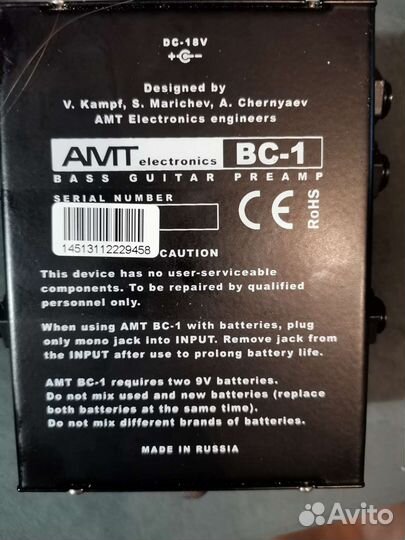 DC-18V
Designed by
V. Kampf, S. Marichev, A. Chernyaev
AMT Electronics engineers
AMT electronics BC-1
BASS GUITAR PREAMP
SERIAL NUMBER
14513112229458
CE RoHS
CAUTION
This device has no user-serviceable
components. To be repaired by qualified
personnel only.
When using AMT BC-1 with batteries, plug
only mono jack into INPUT. Remove jack from
the INPUT after use to prolong battery life.
AMT BC-1 requires two 9V batteries.
Do not mix used and new batteries (replace
both batteries at the same time).
Do not mix different brands of batteries.
MADE IN RUSSIA
Avito